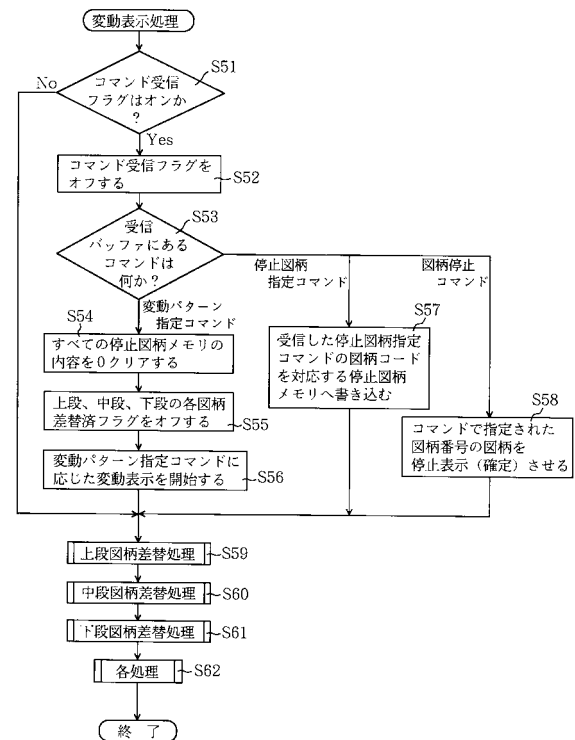 変動表示処理
S51
No
コマンド受信
フラグはオンか
?
Yes
コマンド受信フラグを
オフする
S52
S53
受信
バッファにある
コマンドは
何か?
停止図柄
指定コマンド
図柄停止
コマンド
変動パターン
指定コマンド
S54
すべての停止図柄メモリの
内容を0クリアする
S57
受信した停止図柄指定
コマンドの図柄コード
を対応する停止図柄
メモリへ書き込む
上段、中段、下段の各図柄
差替済フラグをオフする
S55
S58
コマンドで指定された
図柄番号の図柄を
停止表示(確定)させる
変動パターン指定コマンドに
応じた変動表示を開始する
S56
上段図柄差替処理
S59
中段図柄差替処理
S60
下段図柄差替処理
S61
各処理
S62
終 了